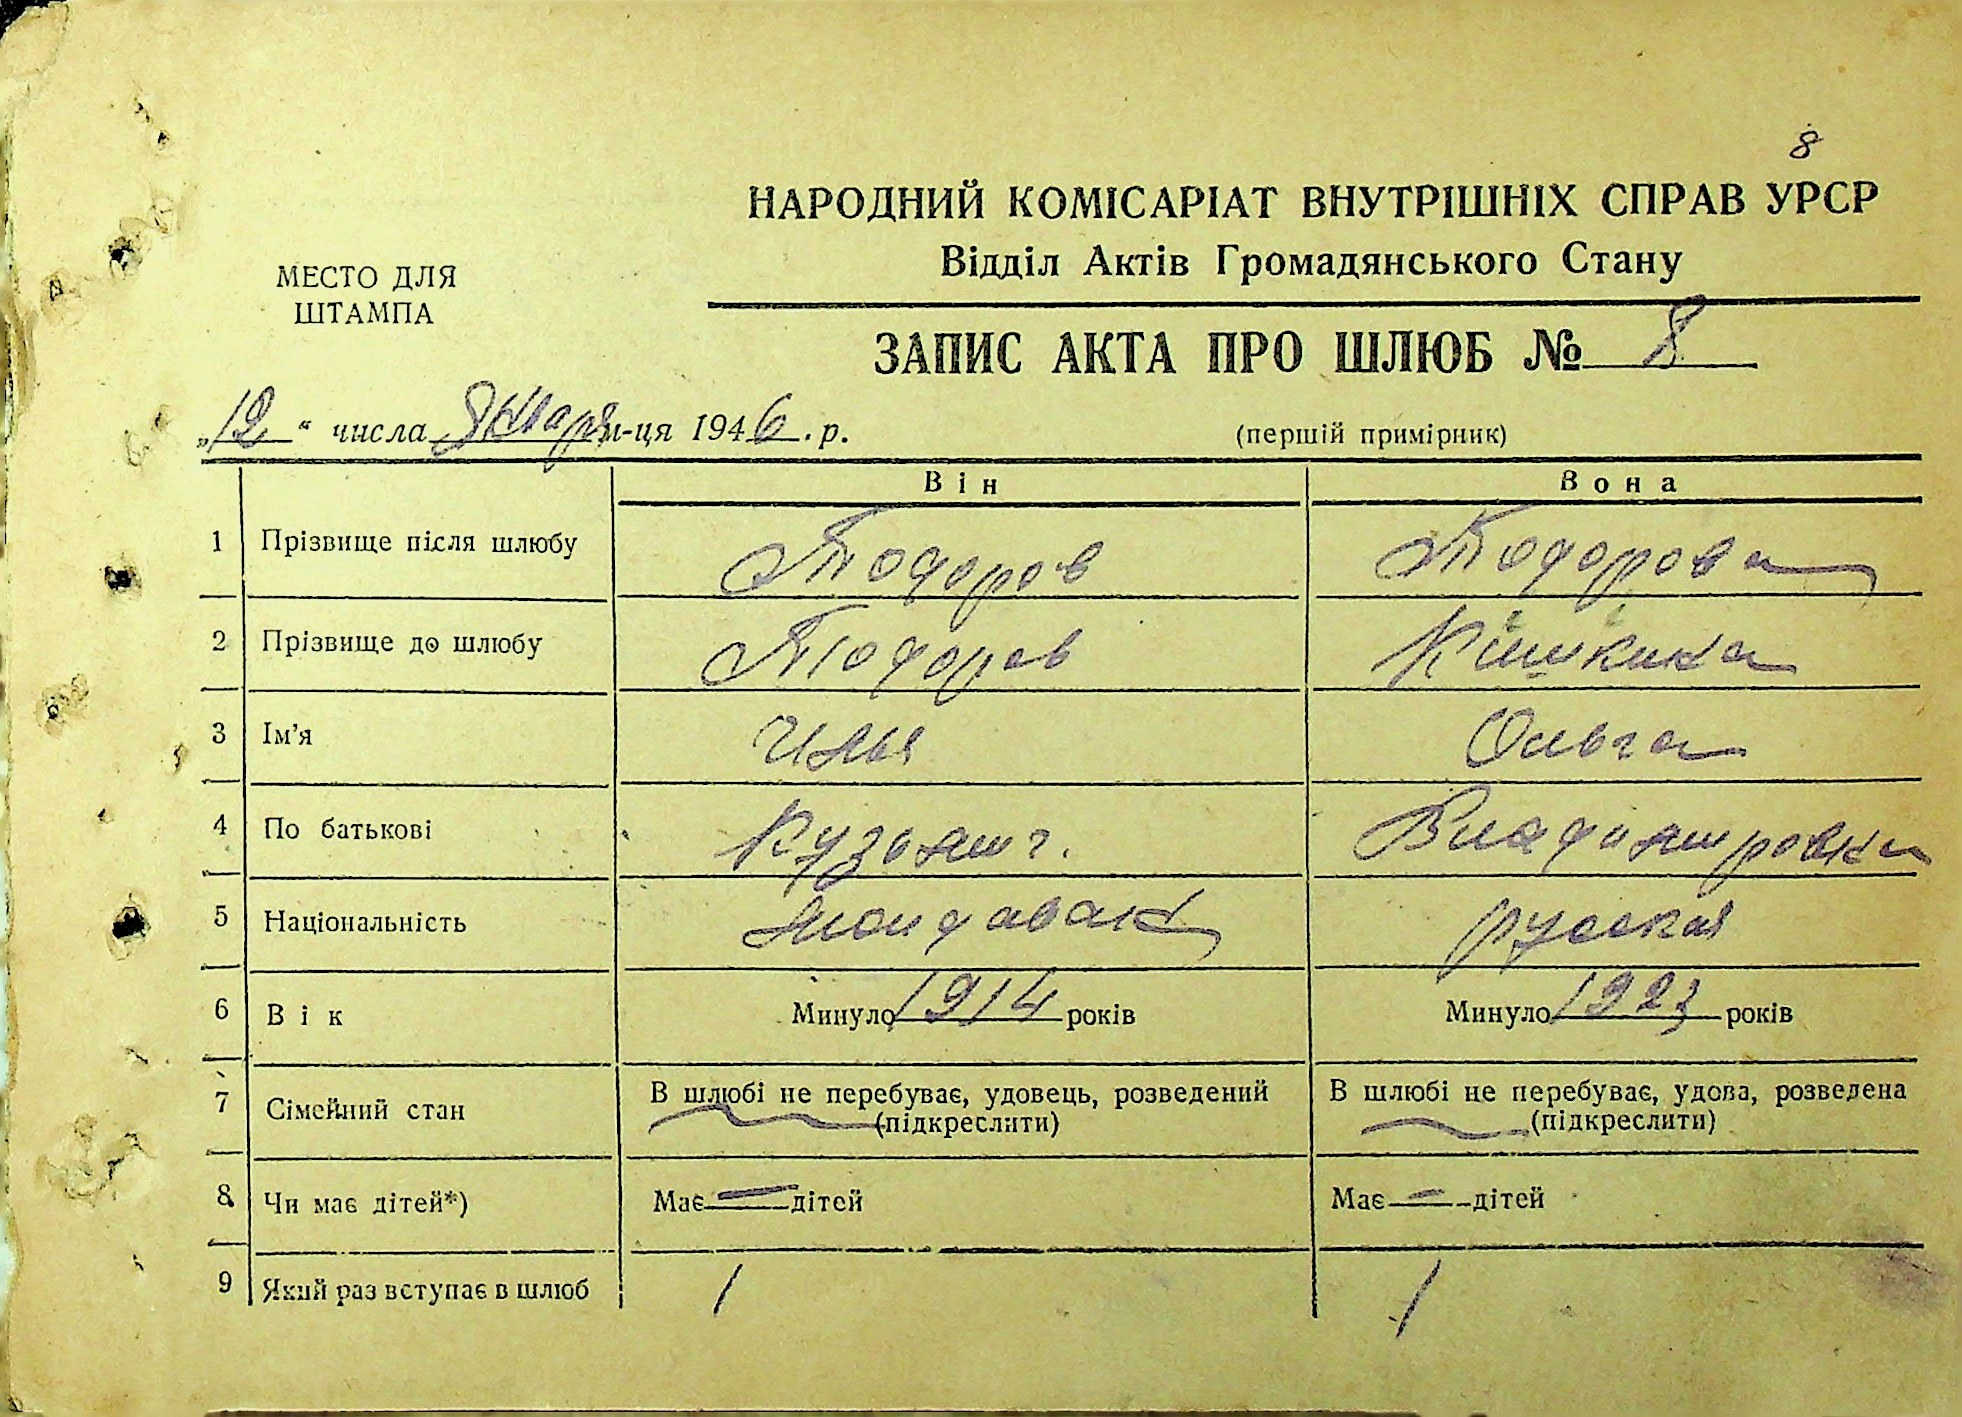 8
НАРОДНИЙ КОМІСАРІАТ ВНУТРІШНІХ СПРАВ УРСР
Відділ Актів Громадянського Стану
МЕСТО ДЛЯ
ШТАМПА
ЗАПИС АКТА ПРО ШЛЮБ № 8
„12“ числа Января м-ця 1946.р.
(першій примірник)
Він Вона
1 Прізвище після шлюбу Тодоров Тодорова
2 Прізвище до шлюбу Тодоров
3 Ім'я Илья Ольга
4 По батькові Кузьмич. Владимировна
5 Національність молдаван русская
6 Вік Минуло 1914 років Минуло 1923 років
7 Сімейний стан В шлюбі не перебуває, удовець, розведений (підкреслити) В шлюбі не перебуває, удова, розведена (підкреслити)
8 Чи має дітей*) Має — дітей Має — дітей
9 Який раз вступає в шлюб 1 1